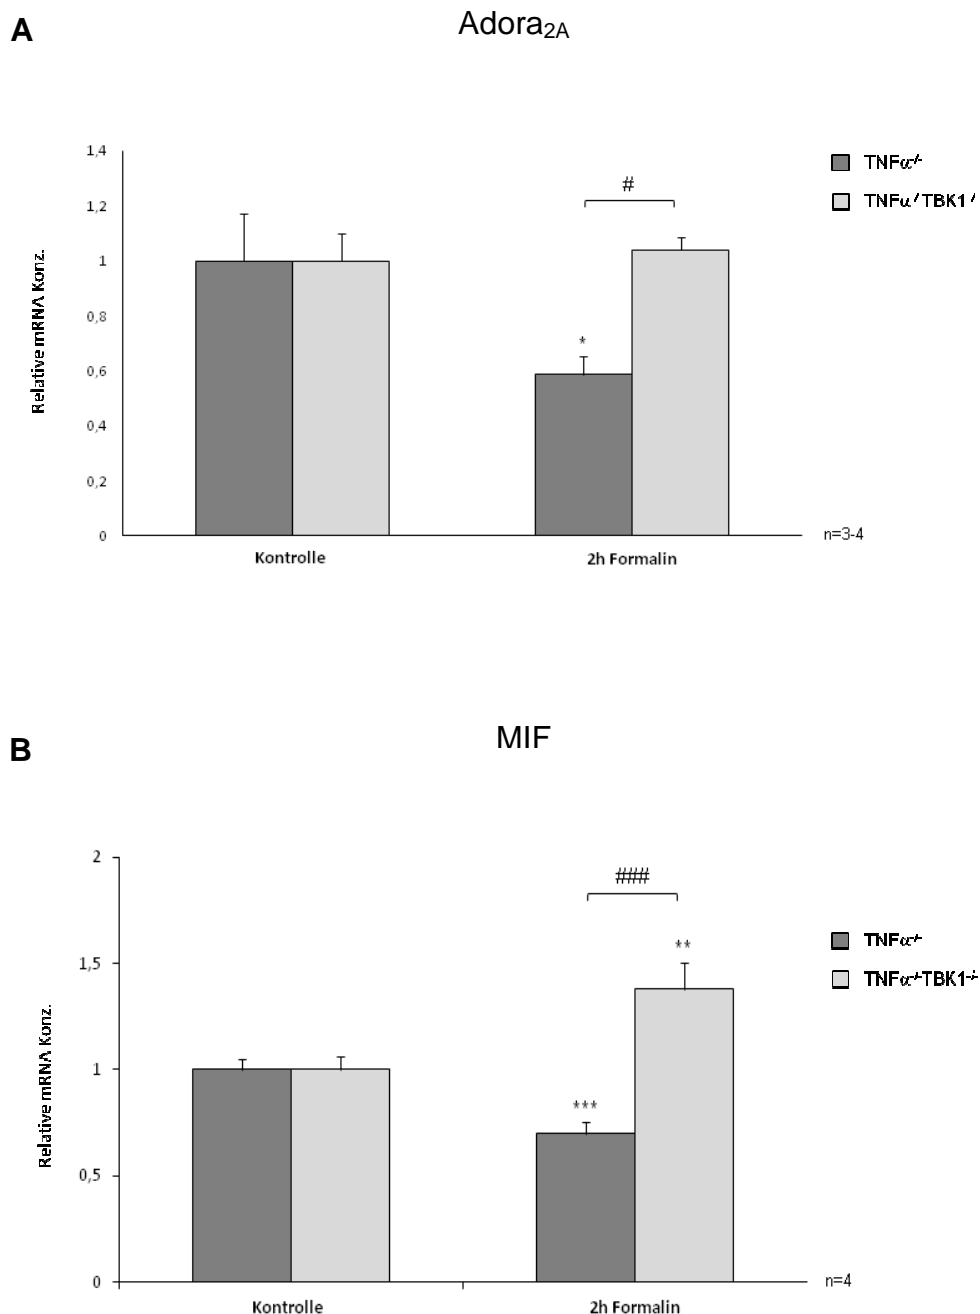 A
Adora2A
1,4
1,2
1
0,8
0,6
0,4
0,2
0
Relative mRNA Konz.
#
*
Kontrolle
2h Formalin
n=3-4
TNFα-/-
TNFα-/-TBK1-/-
B
MIF
2
1,5
1
0,5
0
Relative mRNA Konz.
###
**
***
Kontrolle
2h Formalin
n=4
TNFα-/-
TNFα-/-TBK1-/-